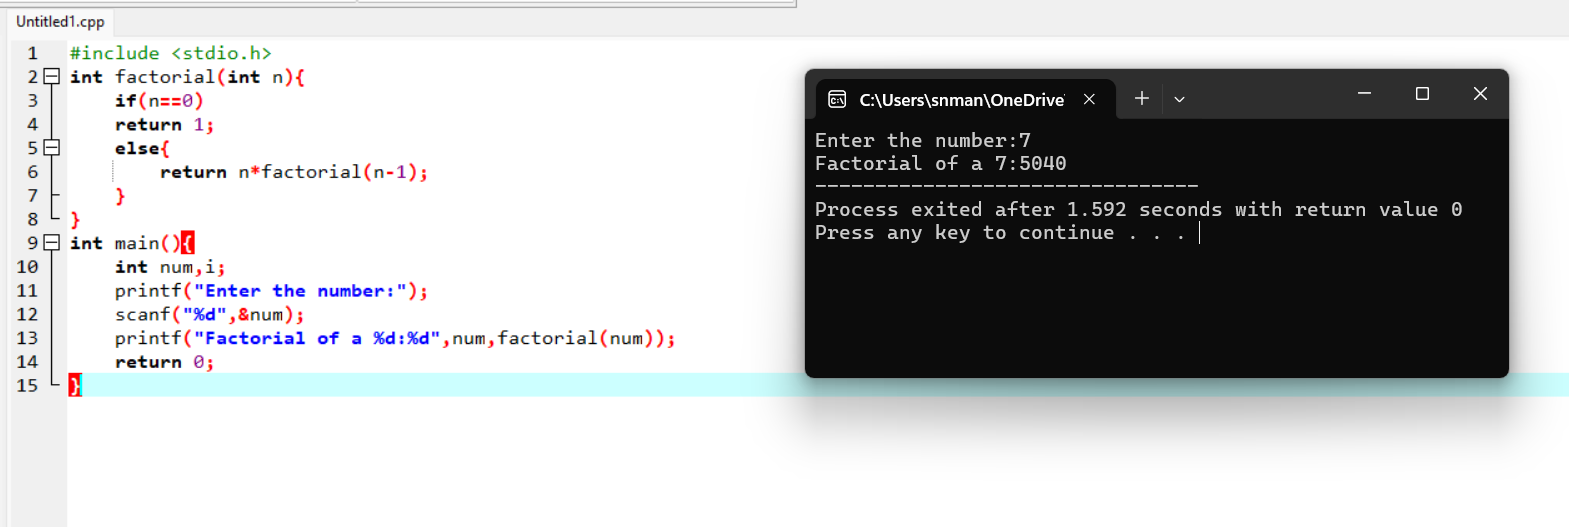 Untitled1.cpp
1 #include <stdio.h>
2 int factorial(int n){
3 if(n==0)
4 return 1;
5 else{
6 return n*factorial(n-1);
7 }
8 }
9 int main(){
10 int num,i;
11 printf("Enter the number:");
12 scanf("%d",&num);
13 printf("Factorial of a %d:%d",num,factorial(num));
14 return 0;
15 }
C:\Users\snman\OneDrive
Enter the number:7
Factorial of a 7:5040
--------------------------------
Process exited after 1.592 seconds with return value 0
Press any key to continue . . .